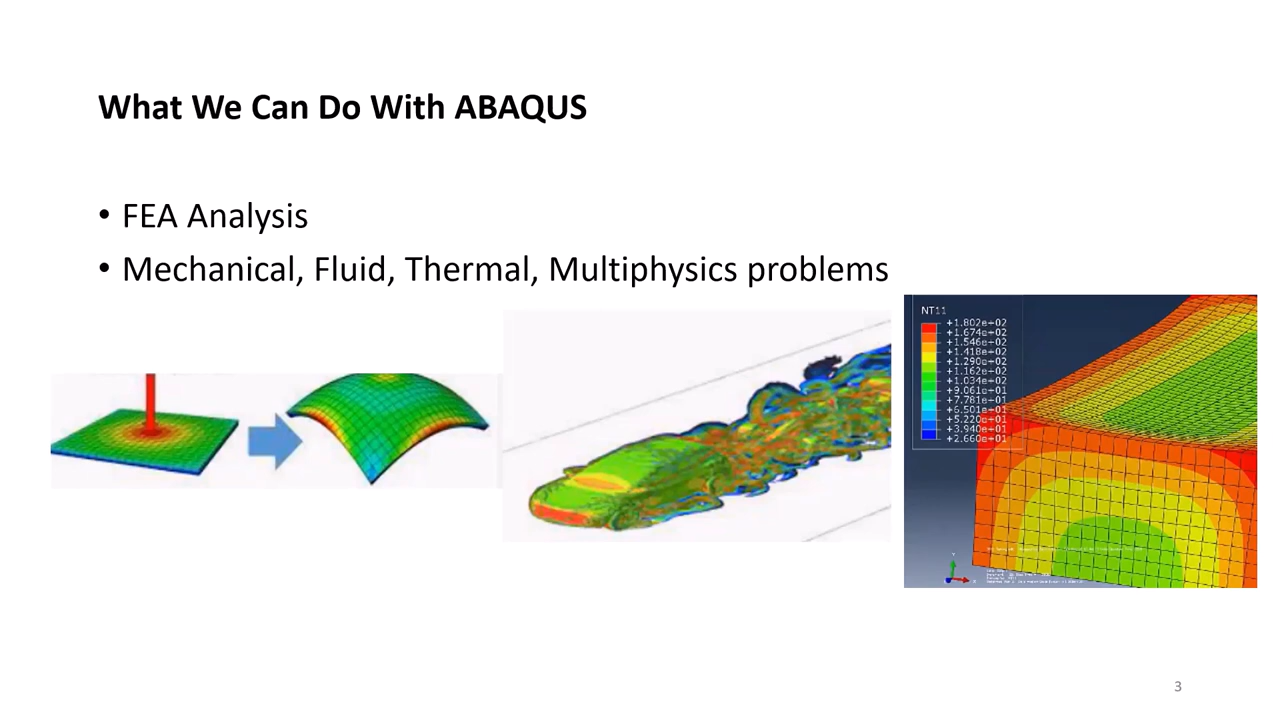 What We Can Do With ABAQUS
• FEA Analysis
• Mechanical, Fluid, Thermal, Multiphysics problems
NT11
+1.802e+02
+1.674e+02
+1.546e+02
+1.418e+02
+1.290e+02
+1.162e+02
+1.034e+02
+9.061e+01
+7.781e+01
+6.501e+01
+5.220e+01
+3.940e+01
+2.660e+01
3